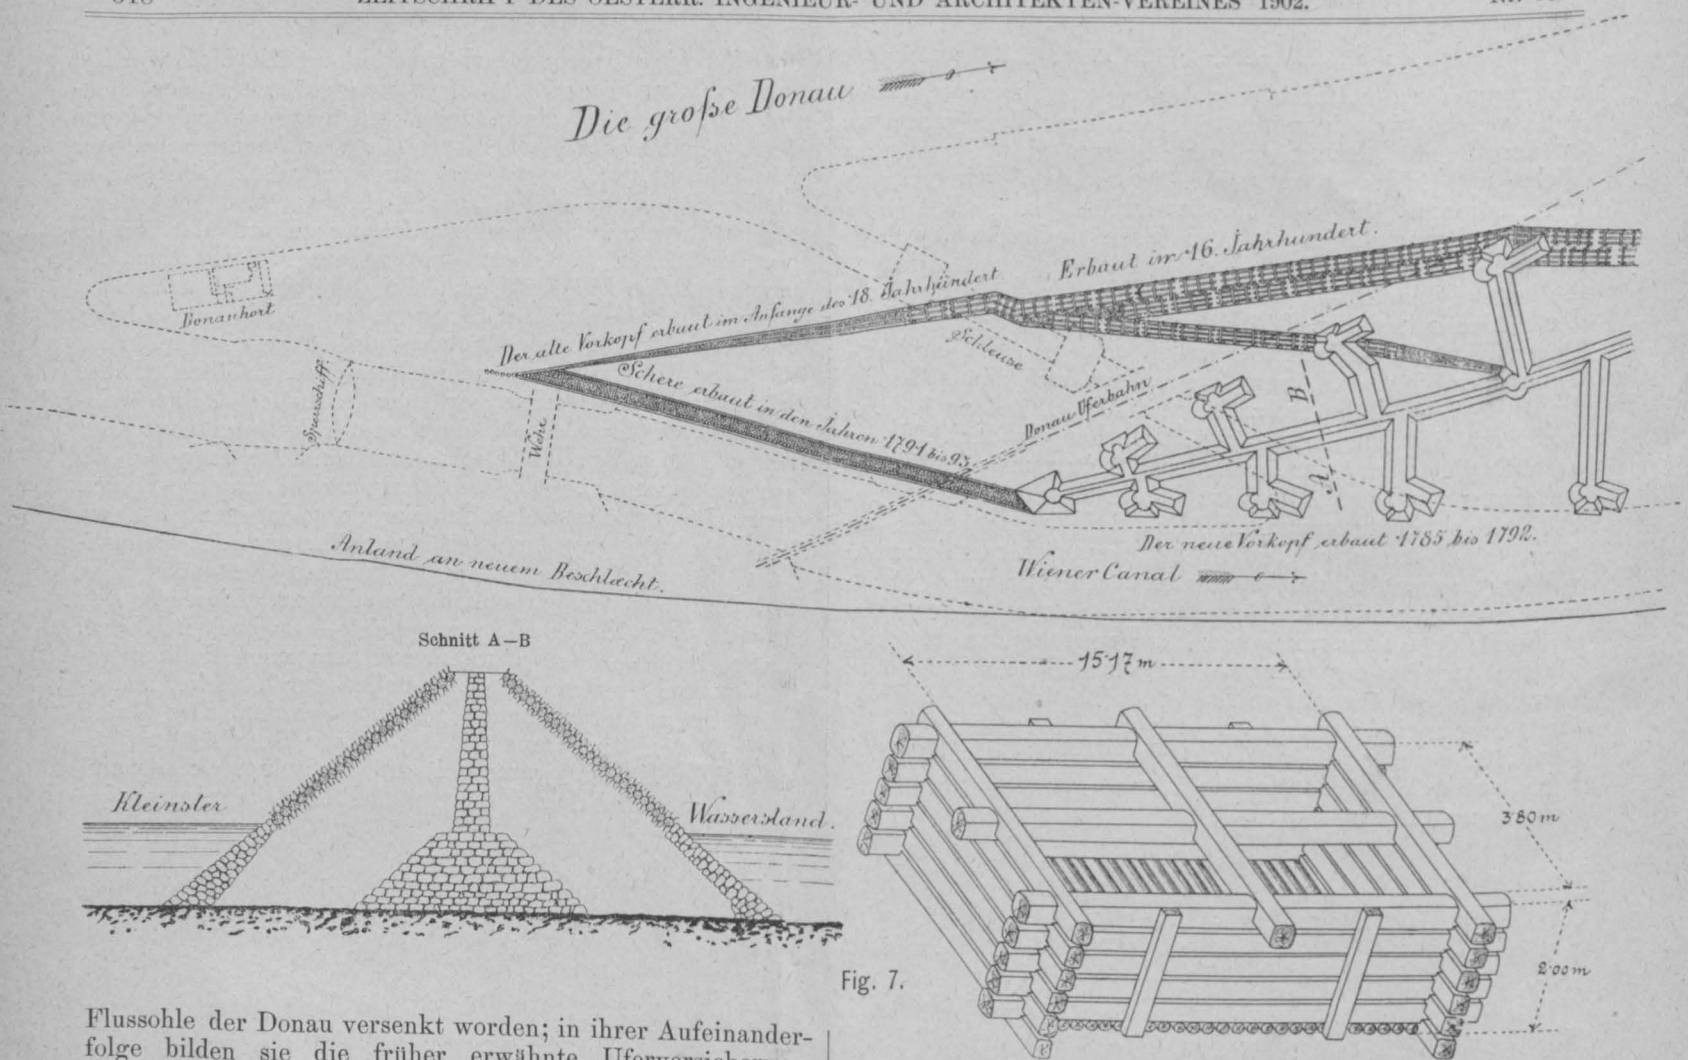 ZEITSCHRIFT DES OESTERR. INGENIEUR- UND ARCHITEKTEN-VEREINES 1902.
Die große Donau
Erbaut im 16. Jahrhundert.
Der alte Vorkopf erbaut im Anfange des 18. Jahrhundert
Donauhort
Schleuse
Sperrschiff
Schere erbaut in den Jahren 1791 bis 95
Donau Uferbahn
Wehr
B
A
Der neue Vorkopf erbaut 1785 bis 1792.
Anland an neuem Beschlæcht.
Wiener Canal
Schnitt A—B
15·17 m
Kleinster
Wasserstand.
3·80 m
2·00 m
Fig. 7.
Flussohle der Donau versenkt worden; in ihrer Aufeinander-
folge bilden sie die früher erwähnte